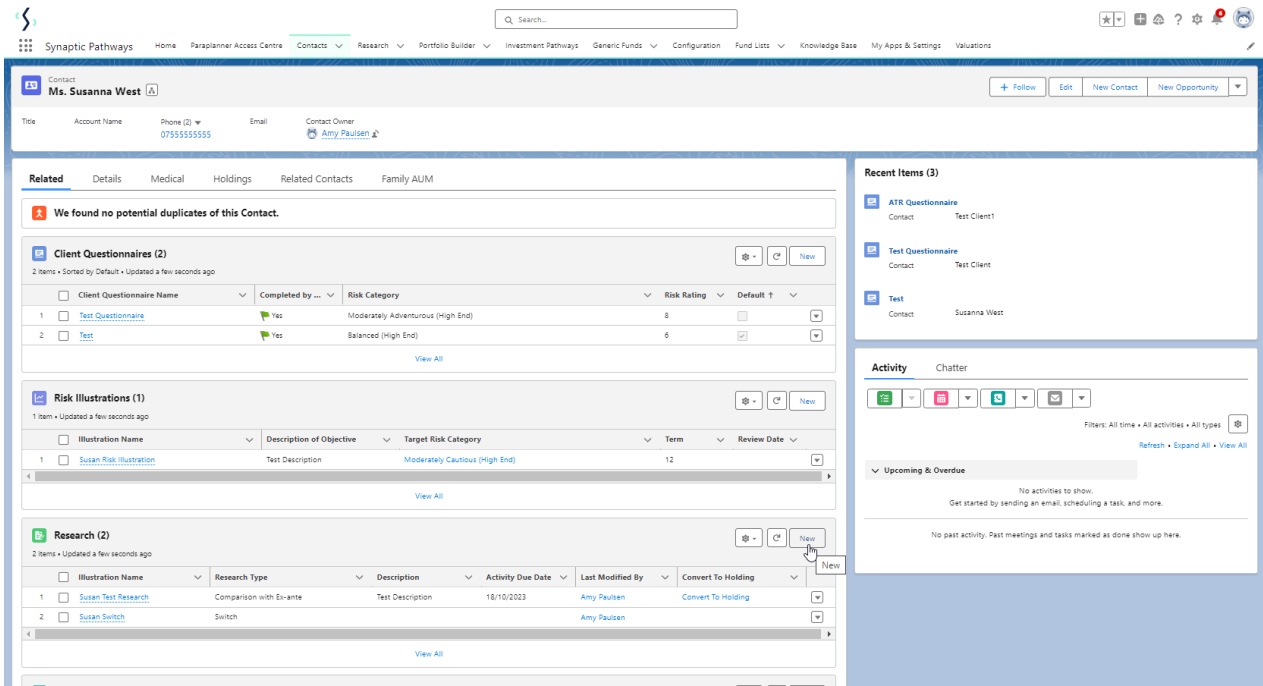 Search...
6
Synaptic Pathways Home Paraplanner Access Centre Contacts Research Portfolio Builder Investment Pathways Generic Funds Configuration Fund Lists Knowledge Base My Apps & Settings Valuations
Contact
Ms. Susanna West
+ Follow Edit New Contact New Opportunity
Title Account Name Phone (2) Email Contact Owner
07555555555 Amy Paulsen
Related Details Medical Holdings Related Contacts Family AUM
We found no potential duplicates of this Contact.
Client Questionnaires (2)
New
2 items • Sorted by Default • Updated a few seconds ago
Client Questionnaire Name Completed by ... Risk Category Risk Rating Default ↑
1 Test Questionnaire Yes Moderately Adventurous (High End) 8
2 Test Yes Balanced (High End) 6
View All
Risk Illustrations (1)
New
1 item • Updated a few seconds ago
Illustration Name Description of Objective Target Risk Category Term Review Date
1 Susan Risk Illustration Test Description Moderately Cautious (High End) 12
View All
Research (2)
New
2 items • Updated a few seconds ago
New
Illustration Name Research Type Description Activity Due Date Last Modified By Convert To Holding
1 Susan Test Research Comparison with Ex-ante Test Description 18/10/2023 Amy Paulsen Convert To Holding
2 Susan Switch Switch Amy Paulsen
View All
Recent Items (3)
ATR Questionnaire
Contact Test Client1
Test Questionnaire
Contact Test Client
Test
Contact Susanna West
Activity Chatter
Filters: All time • All activities • All types
Refresh • Expand All • View All
Upcoming & Overdue
No activities to show.
Get started by sending an email, scheduling a task, and more.
No past activity. Past meetings and tasks marked as done show up here.